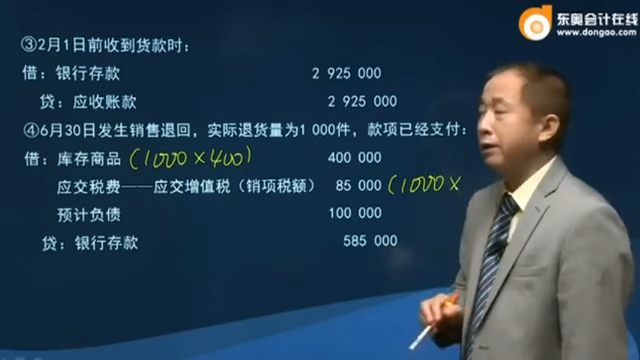 东奥会计在线
www.dongao.com
③2月1日前收到货款时：
借：银行存款 2 925 000
贷：应收账款 2 925 000
④6月30日发生销售退回，实际退货量为1 000件，款项已经支付：
借：库存商品 (1000×400) 400 000
应交税费——应交增值税（销项税额） 85 000 (1000×
预计负债 100 000
贷：银行存款 585 000